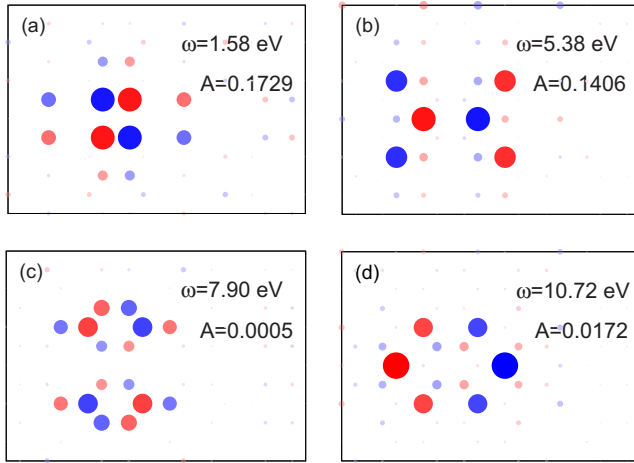 (a)
ω=1.58 eV
A=0.1729
(b)
ω=5.38 eV
A=0.1406
(c)
ω=7.90 eV
A=0.0005
(d)
ω=10.72 eV
A=0.0172